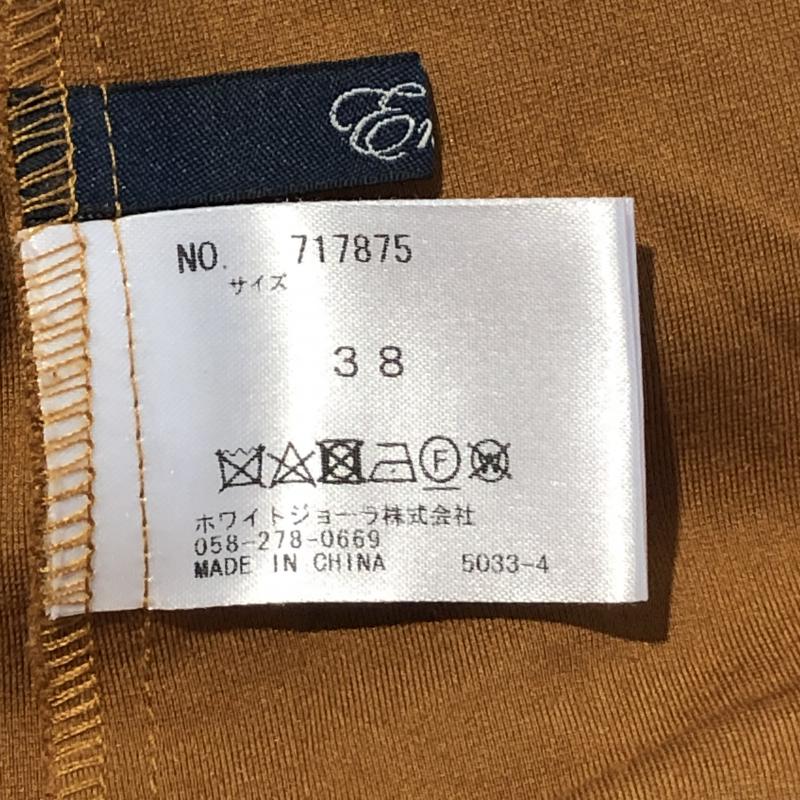 NO. 717875
サイズ
38
F W
ホワイトジョーラ株式会社
058-278-0669
MADE IN CHINA 5033-4